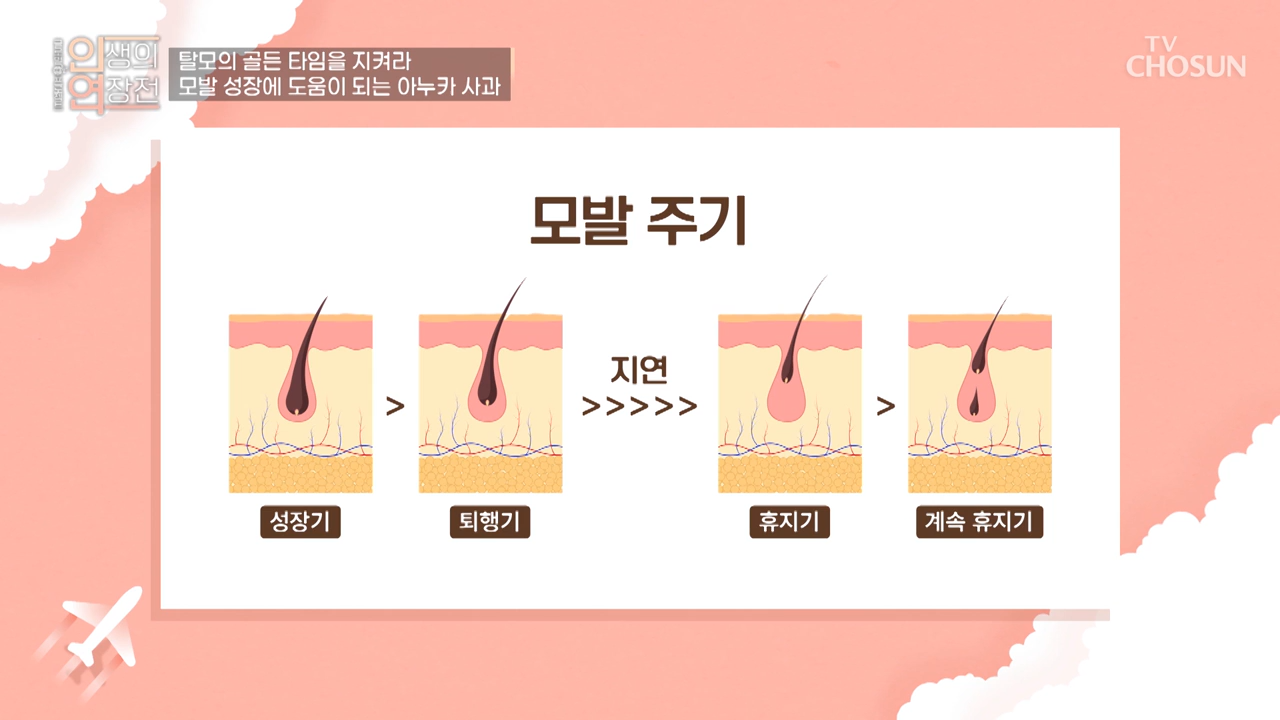 인생의
연장전
탈모의 골든 타임을 지켜라
모발 성장에 도움이 되는 아누카 사과
TV
CHOSUN
모발 주기
지연
> >>>>> >
성장기 퇴행기 휴지기 계속 휴지기